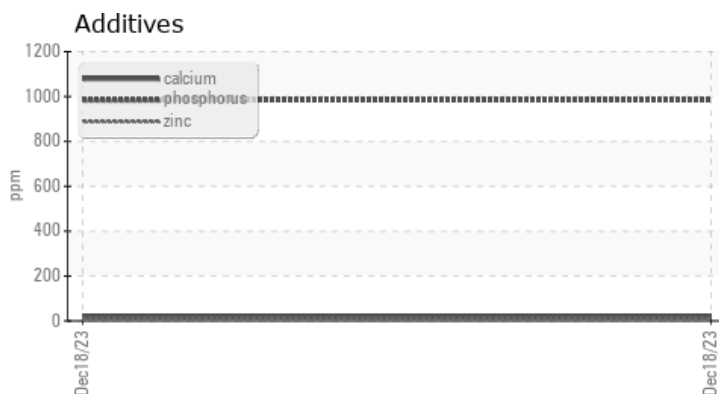 Additives
1200
1000
800
600
400
200
0
ppm
calcium
phosphorus
zinc
Dec18/23
Dec18/23